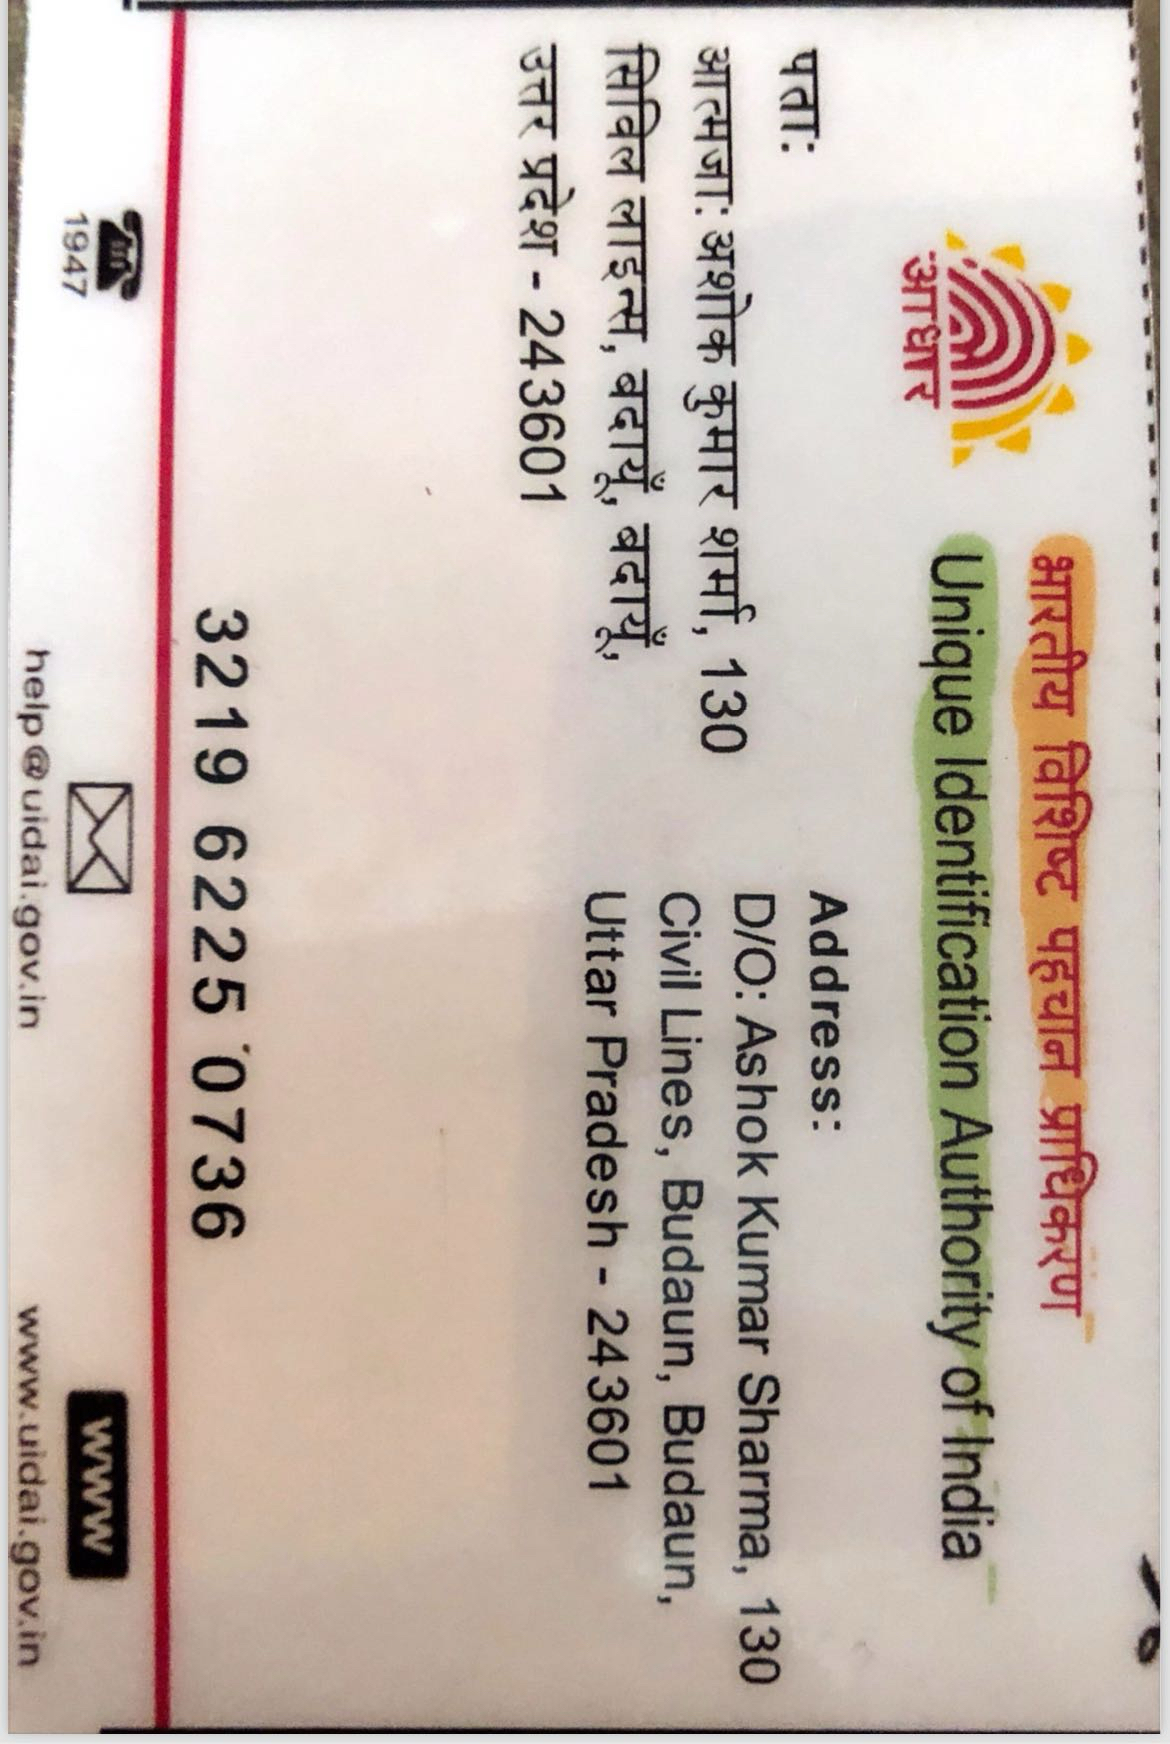 भारतीय विशिष्ट पहचान प्राधिकरण
Unique Identification Authority of India
आधार
पता:
आत्मजा: अशोक कुमार शर्मा, 130
सिविल लाइन्स, बदायूँ, बदायूँ,
उत्तर प्रदेश - 243601
Address:
D/O: Ashok Kumar Sharma, 130
Civil Lines, Budaun, Budaun,
Uttar Pradesh - 243601
3219 6225 0736
1947
help@uidai.gov.in
www
www.uidai.gov.in